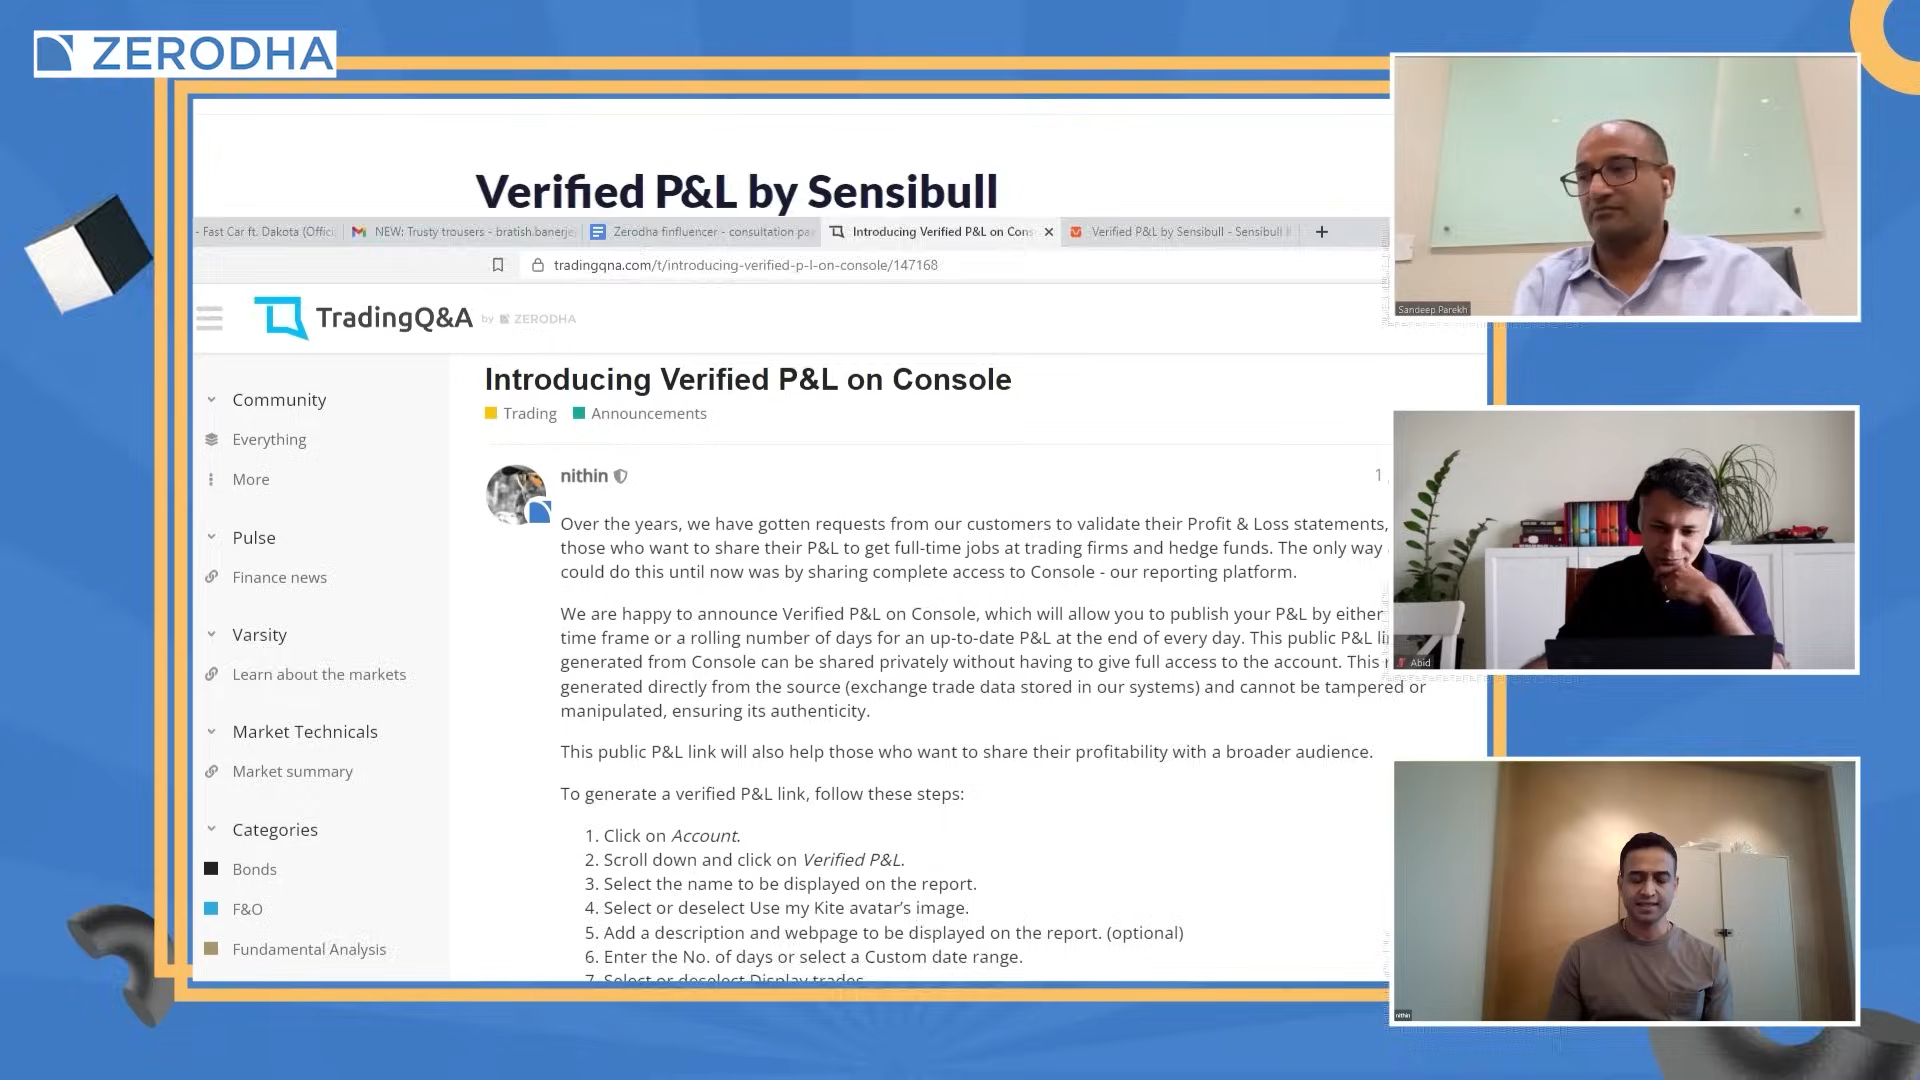 ZERODHA
Verified P&L by Sensibull
- Fast Car ft. Dakota (Offici
NEW: Trusty trousers - bratish.banerje
Zerodha finfluencer - consultation pa
Introducing Verified P&L on Cons
Verified P&L by Sensibull - Sensibull
tradingqna.com/t/introducing-verified-p-l-on-console/147168
TradingQ&A by ZERODHA
Community
Everything
More
Pulse
Finance news
Varsity
Learn about the markets
Market Technicals
Market summary
Categories
Bonds
F&O
Fundamental Analysis
Introducing Verified P&L on Console
Trading Announcements
nithin
1
Over the years, we have gotten requests from our customers to validate their Profit & Loss statements,
those who want to share their P&L to get full-time jobs at trading firms and hedge funds. The only way
could do this until now was by sharing complete access to Console - our reporting platform.
We are happy to announce Verified P&L on Console, which will allow you to publish your P&L by either
time frame or a rolling number of days for an up-to-date P&L at the end of every day. This public P&L li
generated from Console can be shared privately without having to give full access to the account. This r
generated directly from the source (exchange trade data stored in our systems) and cannot be tampered or
manipulated, ensuring its authenticity.
This public P&L link will also help those who want to share their profitability with a broader audience.
To generate a verified P&L link, follow these steps:
1. Click on Account.
2. Scroll down and click on Verified P&L.
3. Select the name to be displayed on the report.
4. Select or deselect Use my Kite avatar’s image.
5. Add a description and webpage to be displayed on the report. (optional)
6. Enter the No. of days or select a Custom date range.
7. Select or deselect Display trades
Sandeep Parekh
Abid
nithin